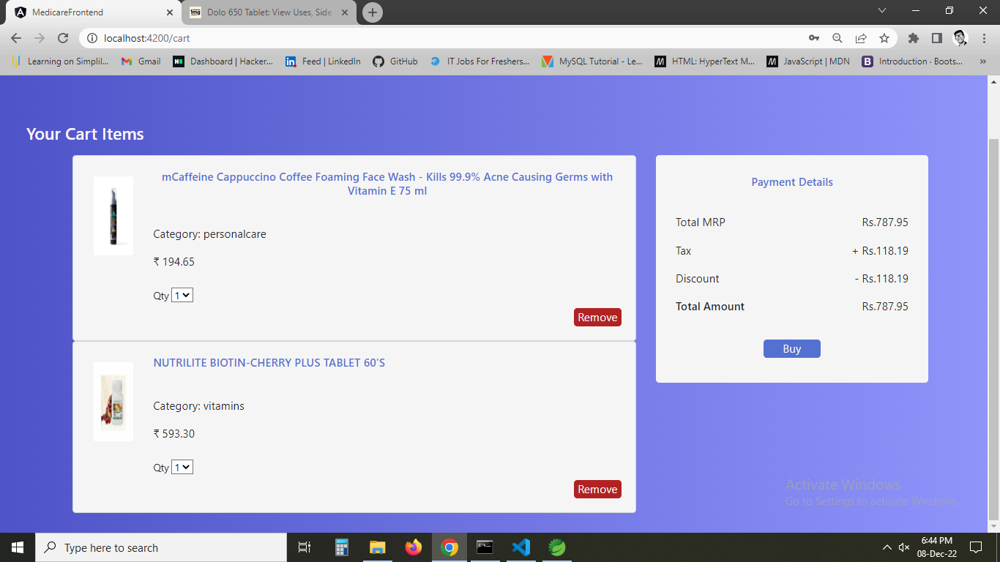 MedicareFrontend
1mg
Dolo 650 Tablet: View Uses, Side
localhost:4200/cart
Learning on Simplil...
Gmail
Dashboard | Hacker...
Feed | LinkedIn
GitHub
IT Jobs For Freshers...
MySQL Tutorial - Le...
HTML: HyperText M...
JavaScript | MDN
Introduction · Boots...
»
Your Cart Items
mCaffeine Cappuccino Coffee Foaming Face Wash - Kills 99.9% Acne Causing Germs with
Vitamin E 75 ml
Category: personalcare
₹ 194.65
Qty 1
Remove
NUTRILITE BIOTIN-CHERRY PLUS TABLET 60'S
Category: vitamins
₹ 593.30
Qty 1
Remove
Payment Details
Total MRP Rs.787.95
Tax + Rs.118.19
Discount - Rs.118.19
Total Amount Rs.787.95
Buy
Activate Windows
Go to Settings to activate Windows.
Type here to search
6:44 PM
08-Dec-22